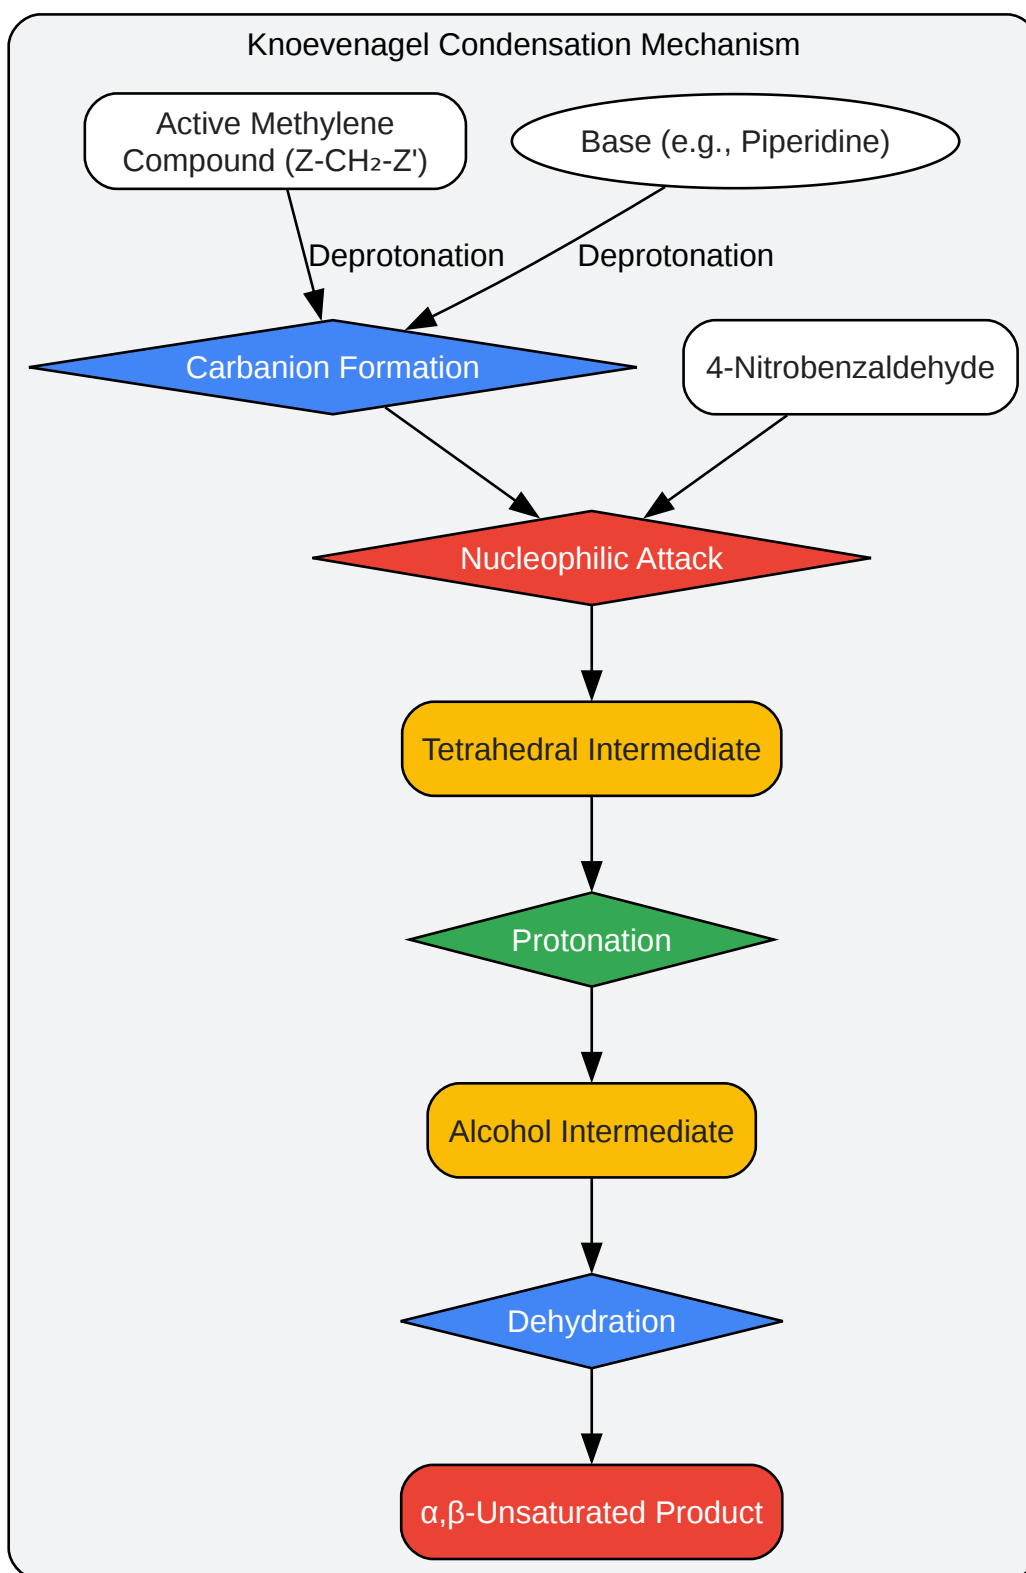 Knoevenagel Condensation Mechanism
Active Methylene
Compound (Z-CH₂-Z')
Base (e.g., Piperidine)
Deprotonation
Deprotonation
Carbanion Formation
4-Nitrobenzaldehyde
Nucleophilic Attack
Tetrahedral Intermediate
Protonation
Alcohol Intermediate
Dehydration
α,β-Unsaturated Product